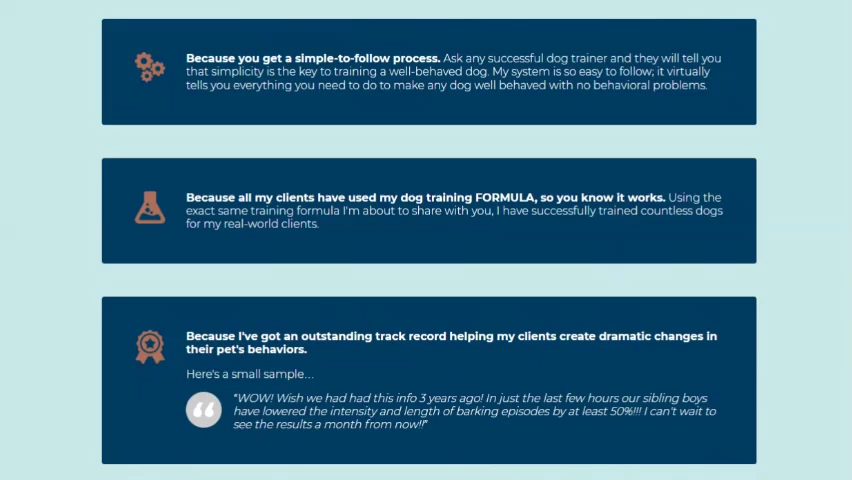 Because you get a simple-to-follow process. Ask any successful dog trainer and they will tell you
that simplicity is the key to training a well-behaved dog. My system is so easy to follow; it virtually
tells you everything you need to do to make any dog well behaved with no behavioral problems.
Because all my clients have used my dog training FORMULA, so you know it works. Using the
exact same training formula I'm about to share with you, I have successfully trained countless dogs
for my real-world clients.
Because I've got an outstanding track record helping my clients create dramatic changes in
their pet's behaviors.
Here's a small sample...
"WOW! Wish we had had this info 3 years ago! In just the last few hours our sibling boys
have lowered the intensity and length of barking episodes by at least 50%!!! I can't wait to
see the results a month from now!!"